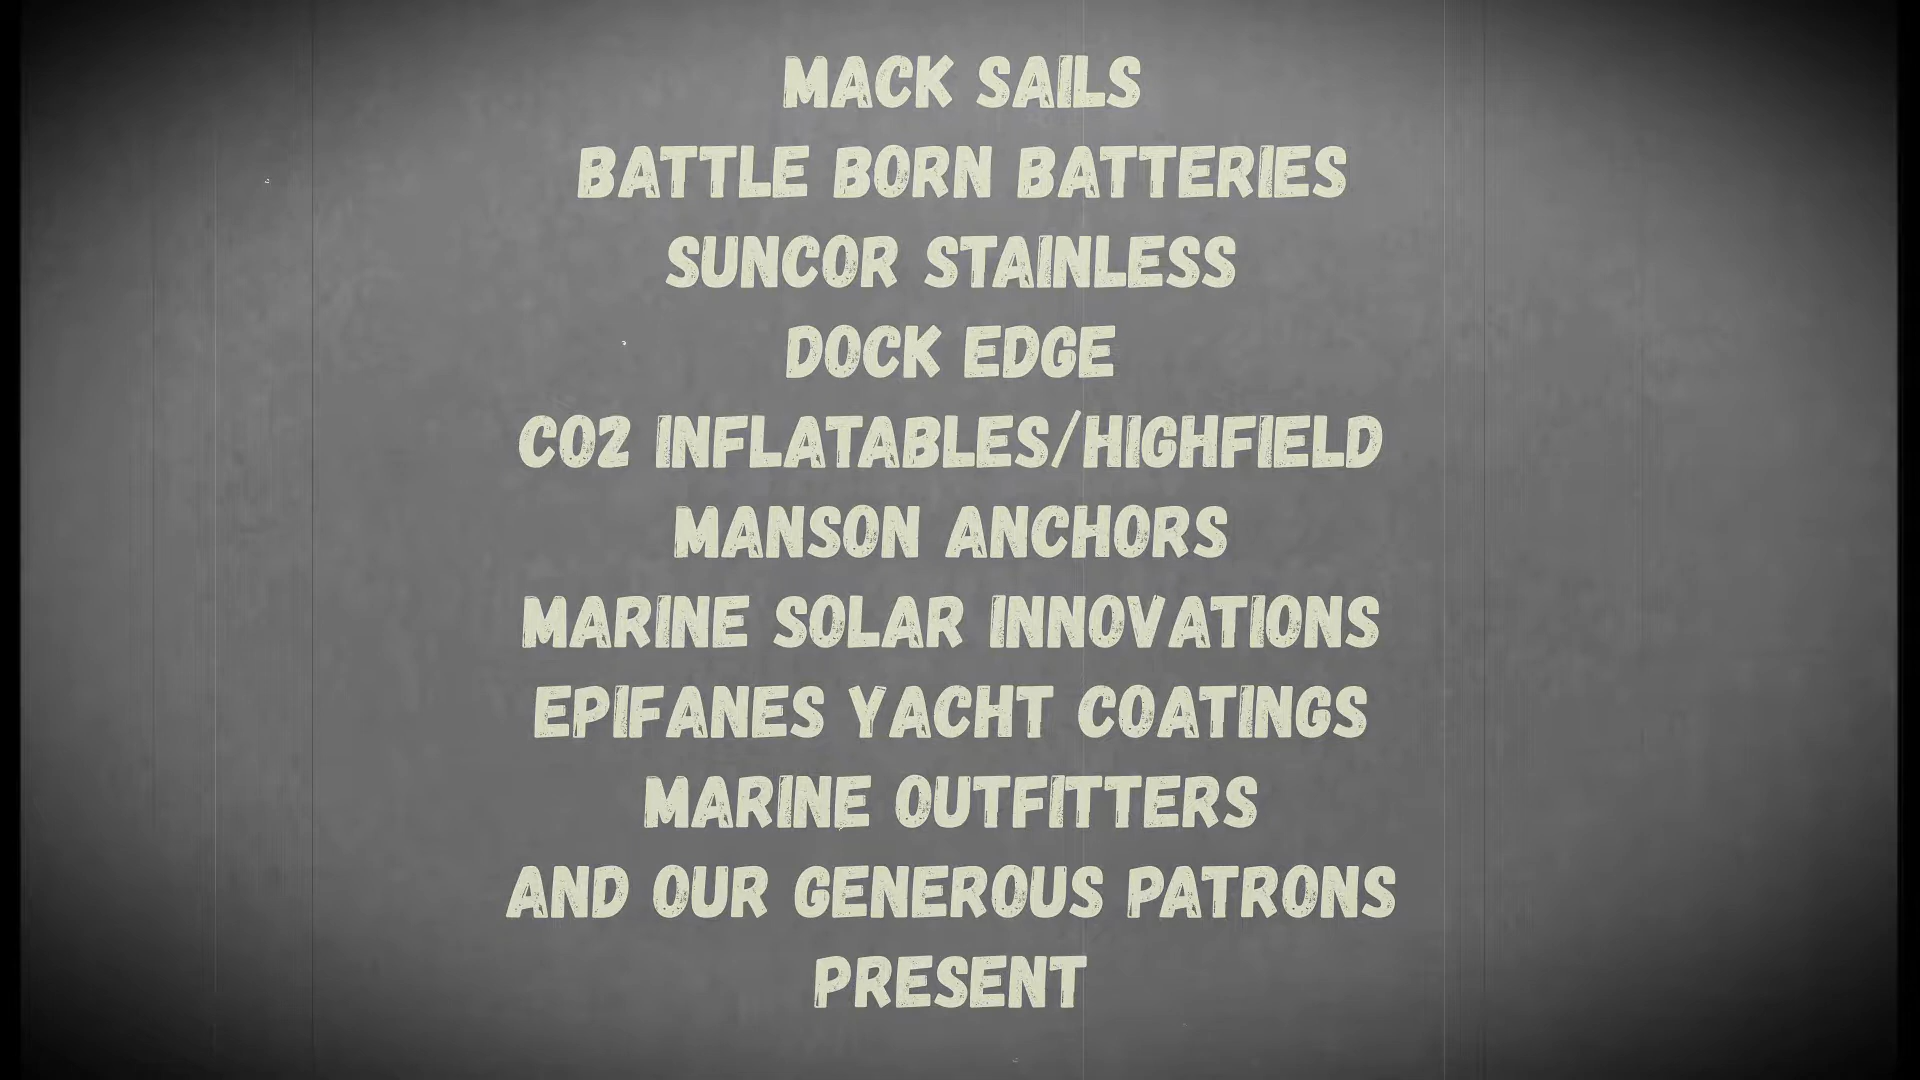 MACK SAILS
BATTLE BORN BATTERIES
SUNCOR STAINLESS
DOCK EDGE
CO2 INFLATABLES/HIGHFIELD
MANSON ANCHORS
MARINE SOLAR INNOVATIONS
EPIFANES YACHT COATINGS
MARINE OUTFITTERS
AND OUR GENEROUS PATRONS
PRESENT